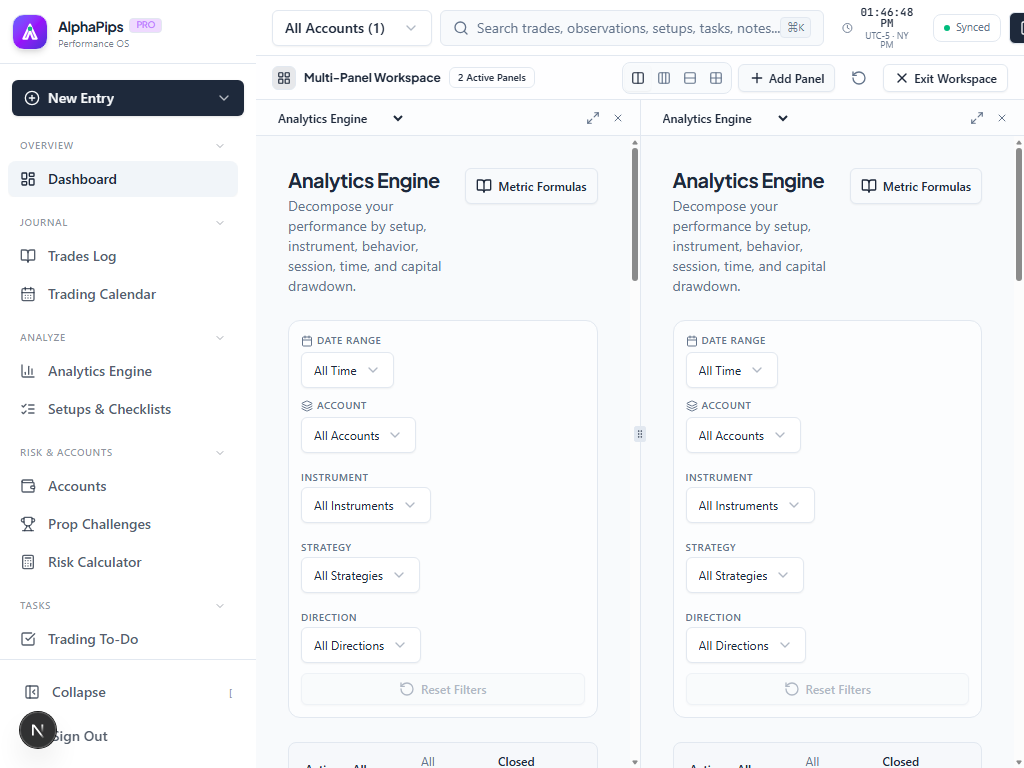 AlphaPips PRO
Performance OS
All Accounts (1)
Search trades, observations, setups, tasks, notes... ⌘K
01:46:48 PM
UTC-5 · NY PM
Synced
New Entry
OVERVIEW
Dashboard
JOURNAL
Trades Log
Trading Calendar
ANALYZE
Analytics Engine
Setups & Checklists
RISK & ACCOUNTS
Accounts
Prop Challenges
Risk Calculator
TASKS
Trading To-Do
Collapse [
N
Sign Out
Multi-Panel Workspace 2 Active Panels
Add Panel
Exit Workspace
Analytics Engine
Analytics Engine
Metric Formulas
Decompose your
performance by setup,
instrument, behavior,
session, time, and capital
drawdown.
DATE RANGE
All Time
ACCOUNT
All Accounts
INSTRUMENT
All Instruments
STRATEGY
All Strategies
DIRECTION
All Directions
Reset Filters
All Closed
Analytics Engine
Analytics Engine
Metric Formulas
Decompose your
performance by setup,
instrument, behavior,
session, time, and capital
drawdown.
DATE RANGE
All Time
ACCOUNT
All Accounts
INSTRUMENT
All Instruments
STRATEGY
All Strategies
DIRECTION
All Directions
Reset Filters
All Closed